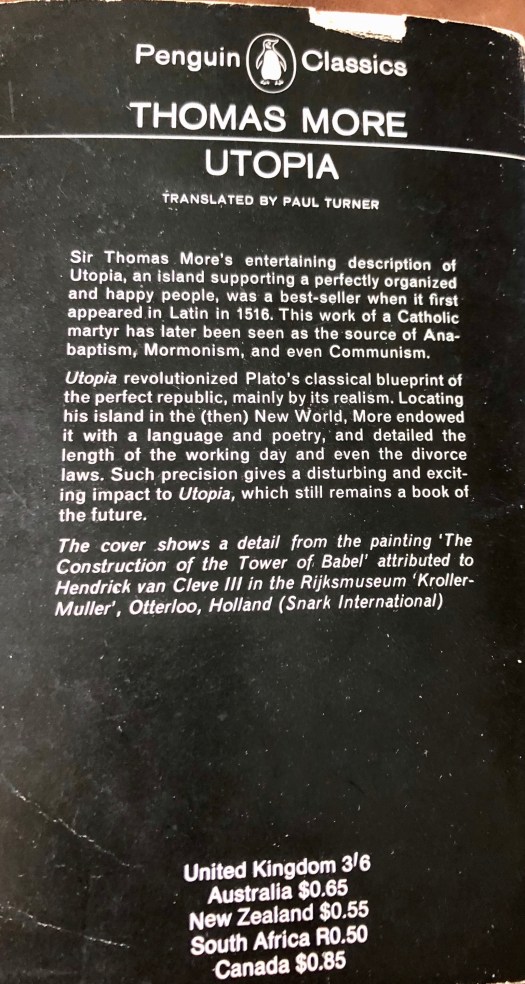 Penguin Classics
THOMAS MORE
UTOPIA
TRANSLATED BY PAUL TURNER
Sir Thomas More's entertaining description of
Utopia, an island supporting a perfectly organized
and happy people, was a best-seller when it first
appeared in Latin in 1516. This work of a Catholic
martyr has later been seen as the source of Ana-
baptism, Mormonism, and even Communism.
Utopia revolutionized Plato's classical blueprint of
the perfect republic, mainly by its realism. Locating
his island in the (then) New World, More endowed
it with a language and poetry, and detailed the
length of the working day and even the divorce
laws. Such precision gives a disturbing and excit-
ing impact to Utopia, which still remains a book of
the future.
The cover shows a detail from the painting 'The
Construction of the Tower of Babel' attributed to
Hendrick van Cleve III in the Rijksmuseum 'Kroller-
Muller', Otterloo, Holland (Snark International)
United Kingdom 3/6
Australia $0.65
New Zealand $0.55
South Africa R0.50
Canada $0.85